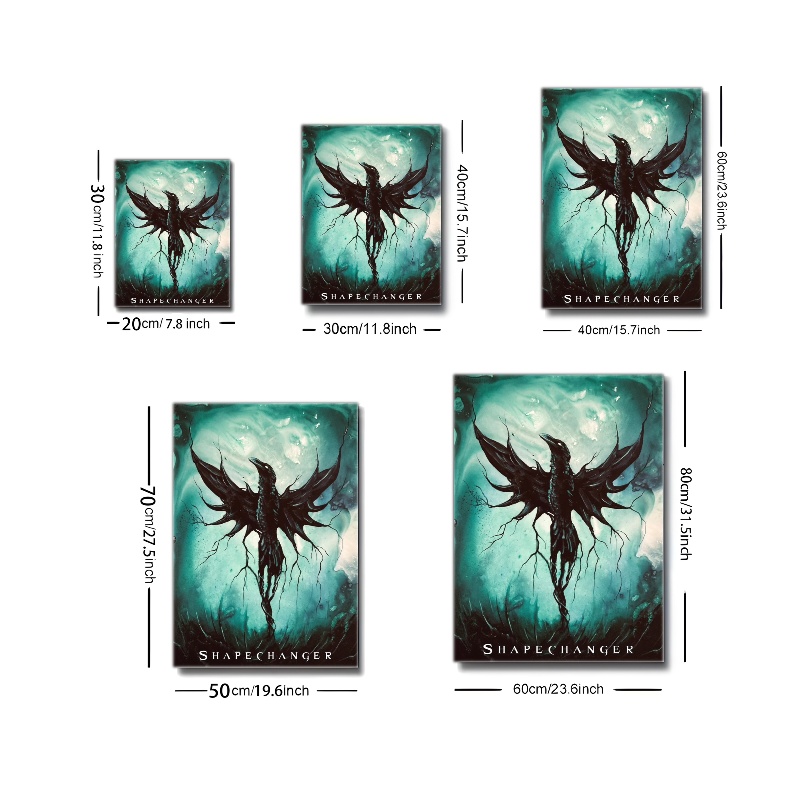 30cm/11.8 inch
SHAPECHANGER
20cm/ 7.8 inch
40cm/15.7inch
SHAPECHANGER
30cm/11.8inch
60cm/23.6inch
SHAPECHANGER
40cm/15.7inch
70cm/27.5inch
SHAPECHANGER
50cm/19.6inch
80cm/31.5inch
SHAPECHANGER
60cm/23.6inch